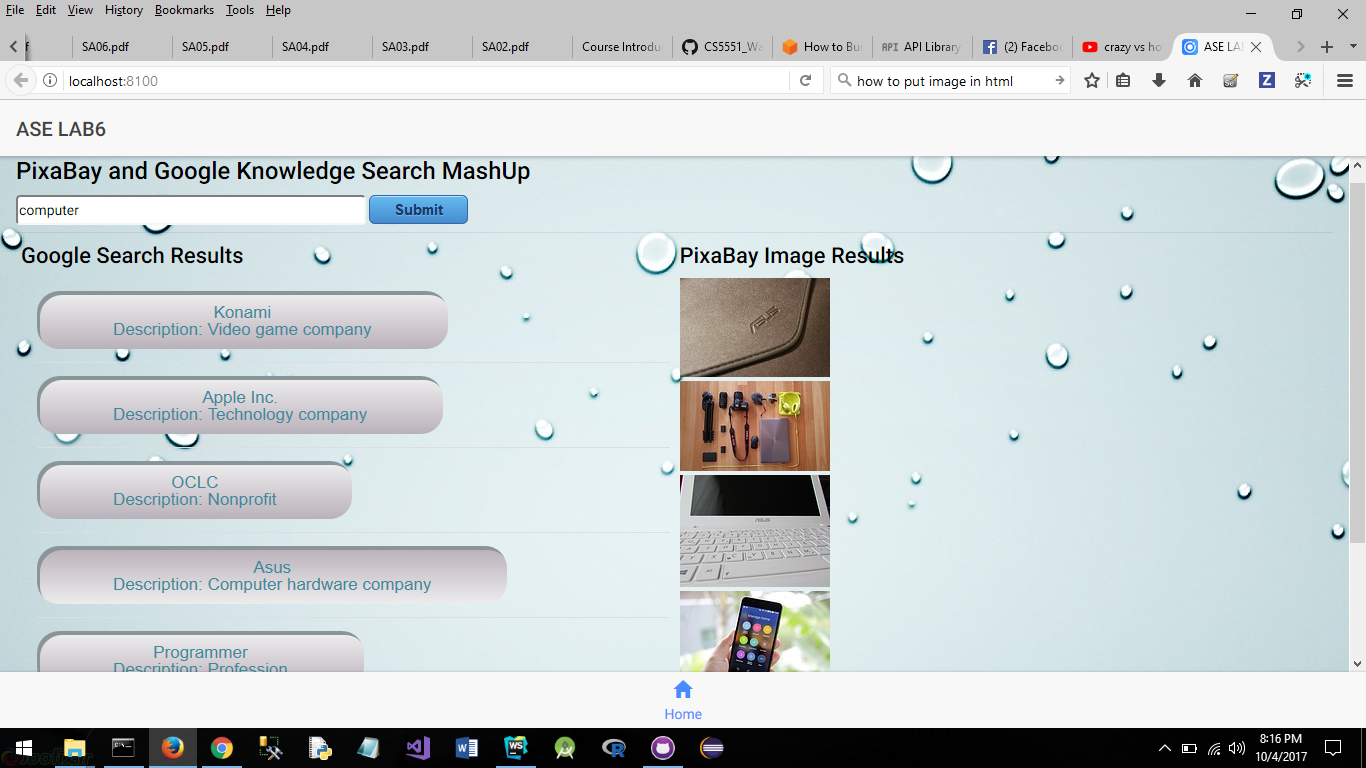 File Edit View History Bookmarks Tools Help
SA06.pdf SA05.pdf SA04.pdf SA03.pdf SA02.pdf Course Introdu CS5551_Wa How to Bui API API Library (2) Faceboo crazy vs ho ASE LAB
localhost:8100 how to put image in html
ASE LAB6
PixaBay and Google Knowledge Search MashUp
computer Submit
Google Search Results
Konami
Description: Video game company
Apple Inc.
Description: Technology company
OCLC
Description: Nonprofit
Asus
Description: Computer hardware company
Programmer
Description: Profession
PixaBay Image Results
ASUS
ASUS
Home
8:16 PM
10/4/2017